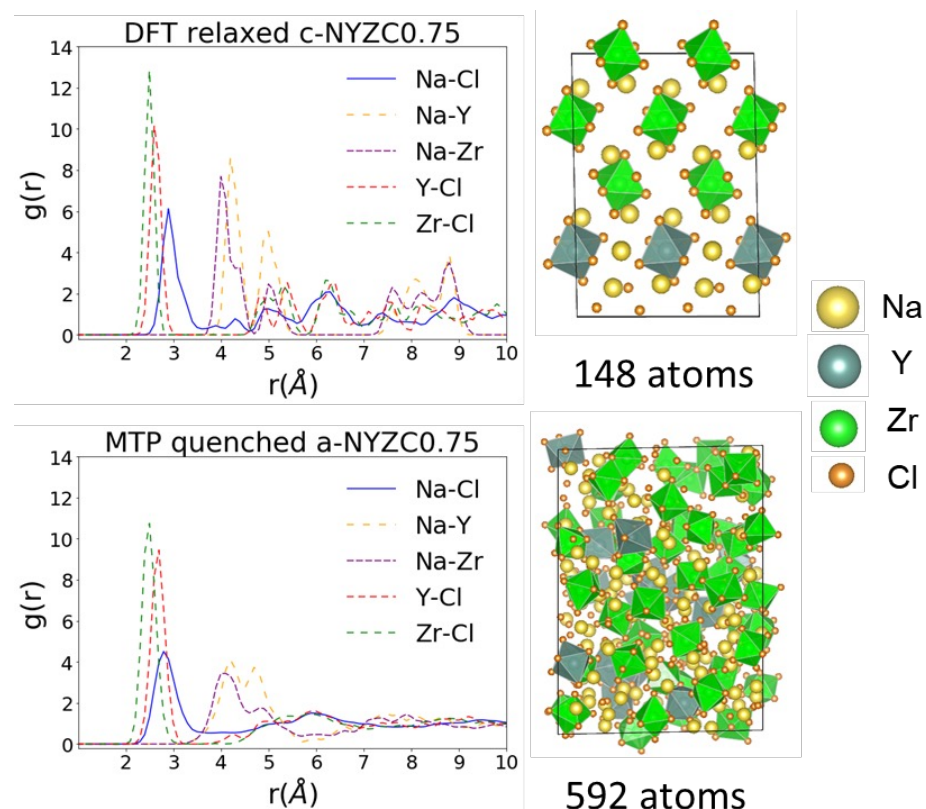 DFT relaxed c-NYZC0.75
14
12
10
8
6
4
2
0
g(r)
Na-Cl
Na-Y
Na-Zr
Y-Cl
Zr-Cl
2 3 4 5 6 7 8 9 10
r(Å)
148 atoms
Na
Y
Zr
Cl
MTP quenched a-NYZC0.75
14
12
10
8
6
4
2
0
g(r)
Na-Cl
Na-Y
Na-Zr
Y-Cl
Zr-Cl
2 3 4 5 6 7 8 9 10
r(Å)
592 atoms